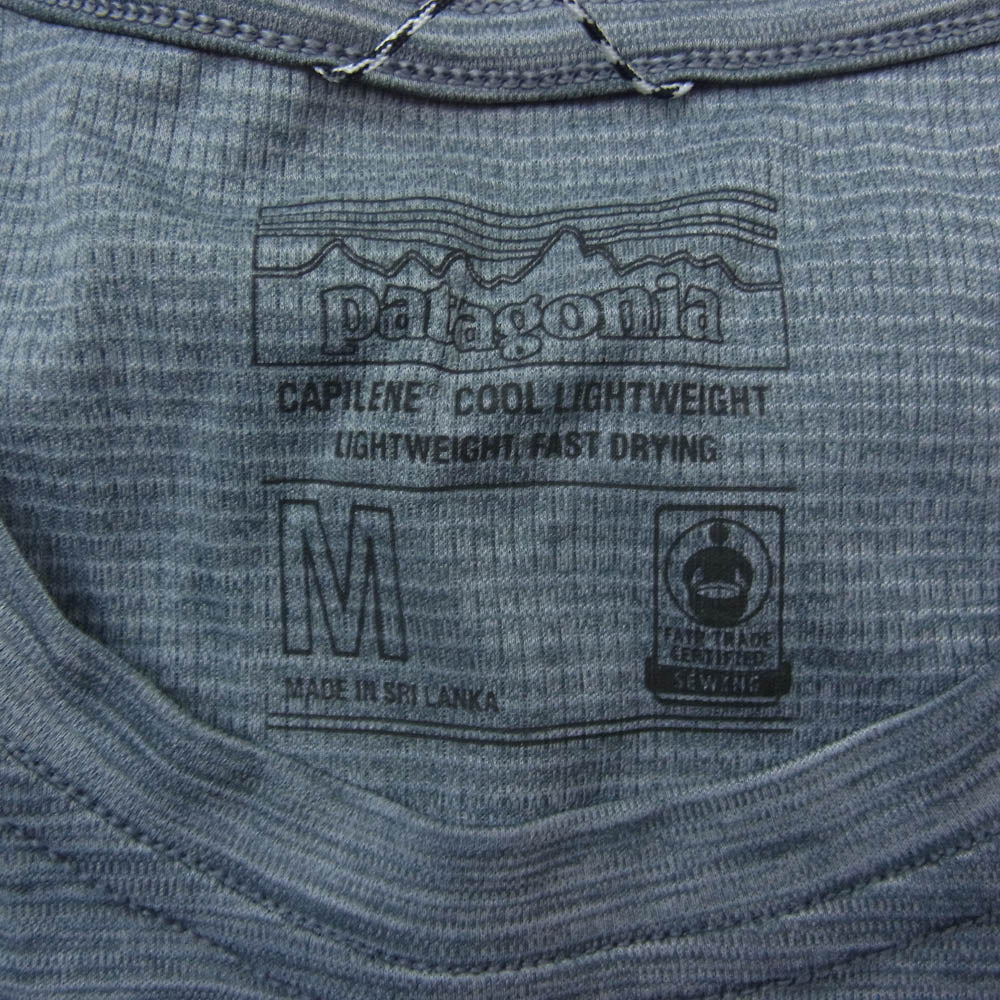 patagonia
CAPILENE® COOL LIGHTWEIGHT
LIGHTWEIGHT, FAST DRYING
M
FAIR TRADE
CERTIFIED
SEWING
MADE IN SRI LANKA